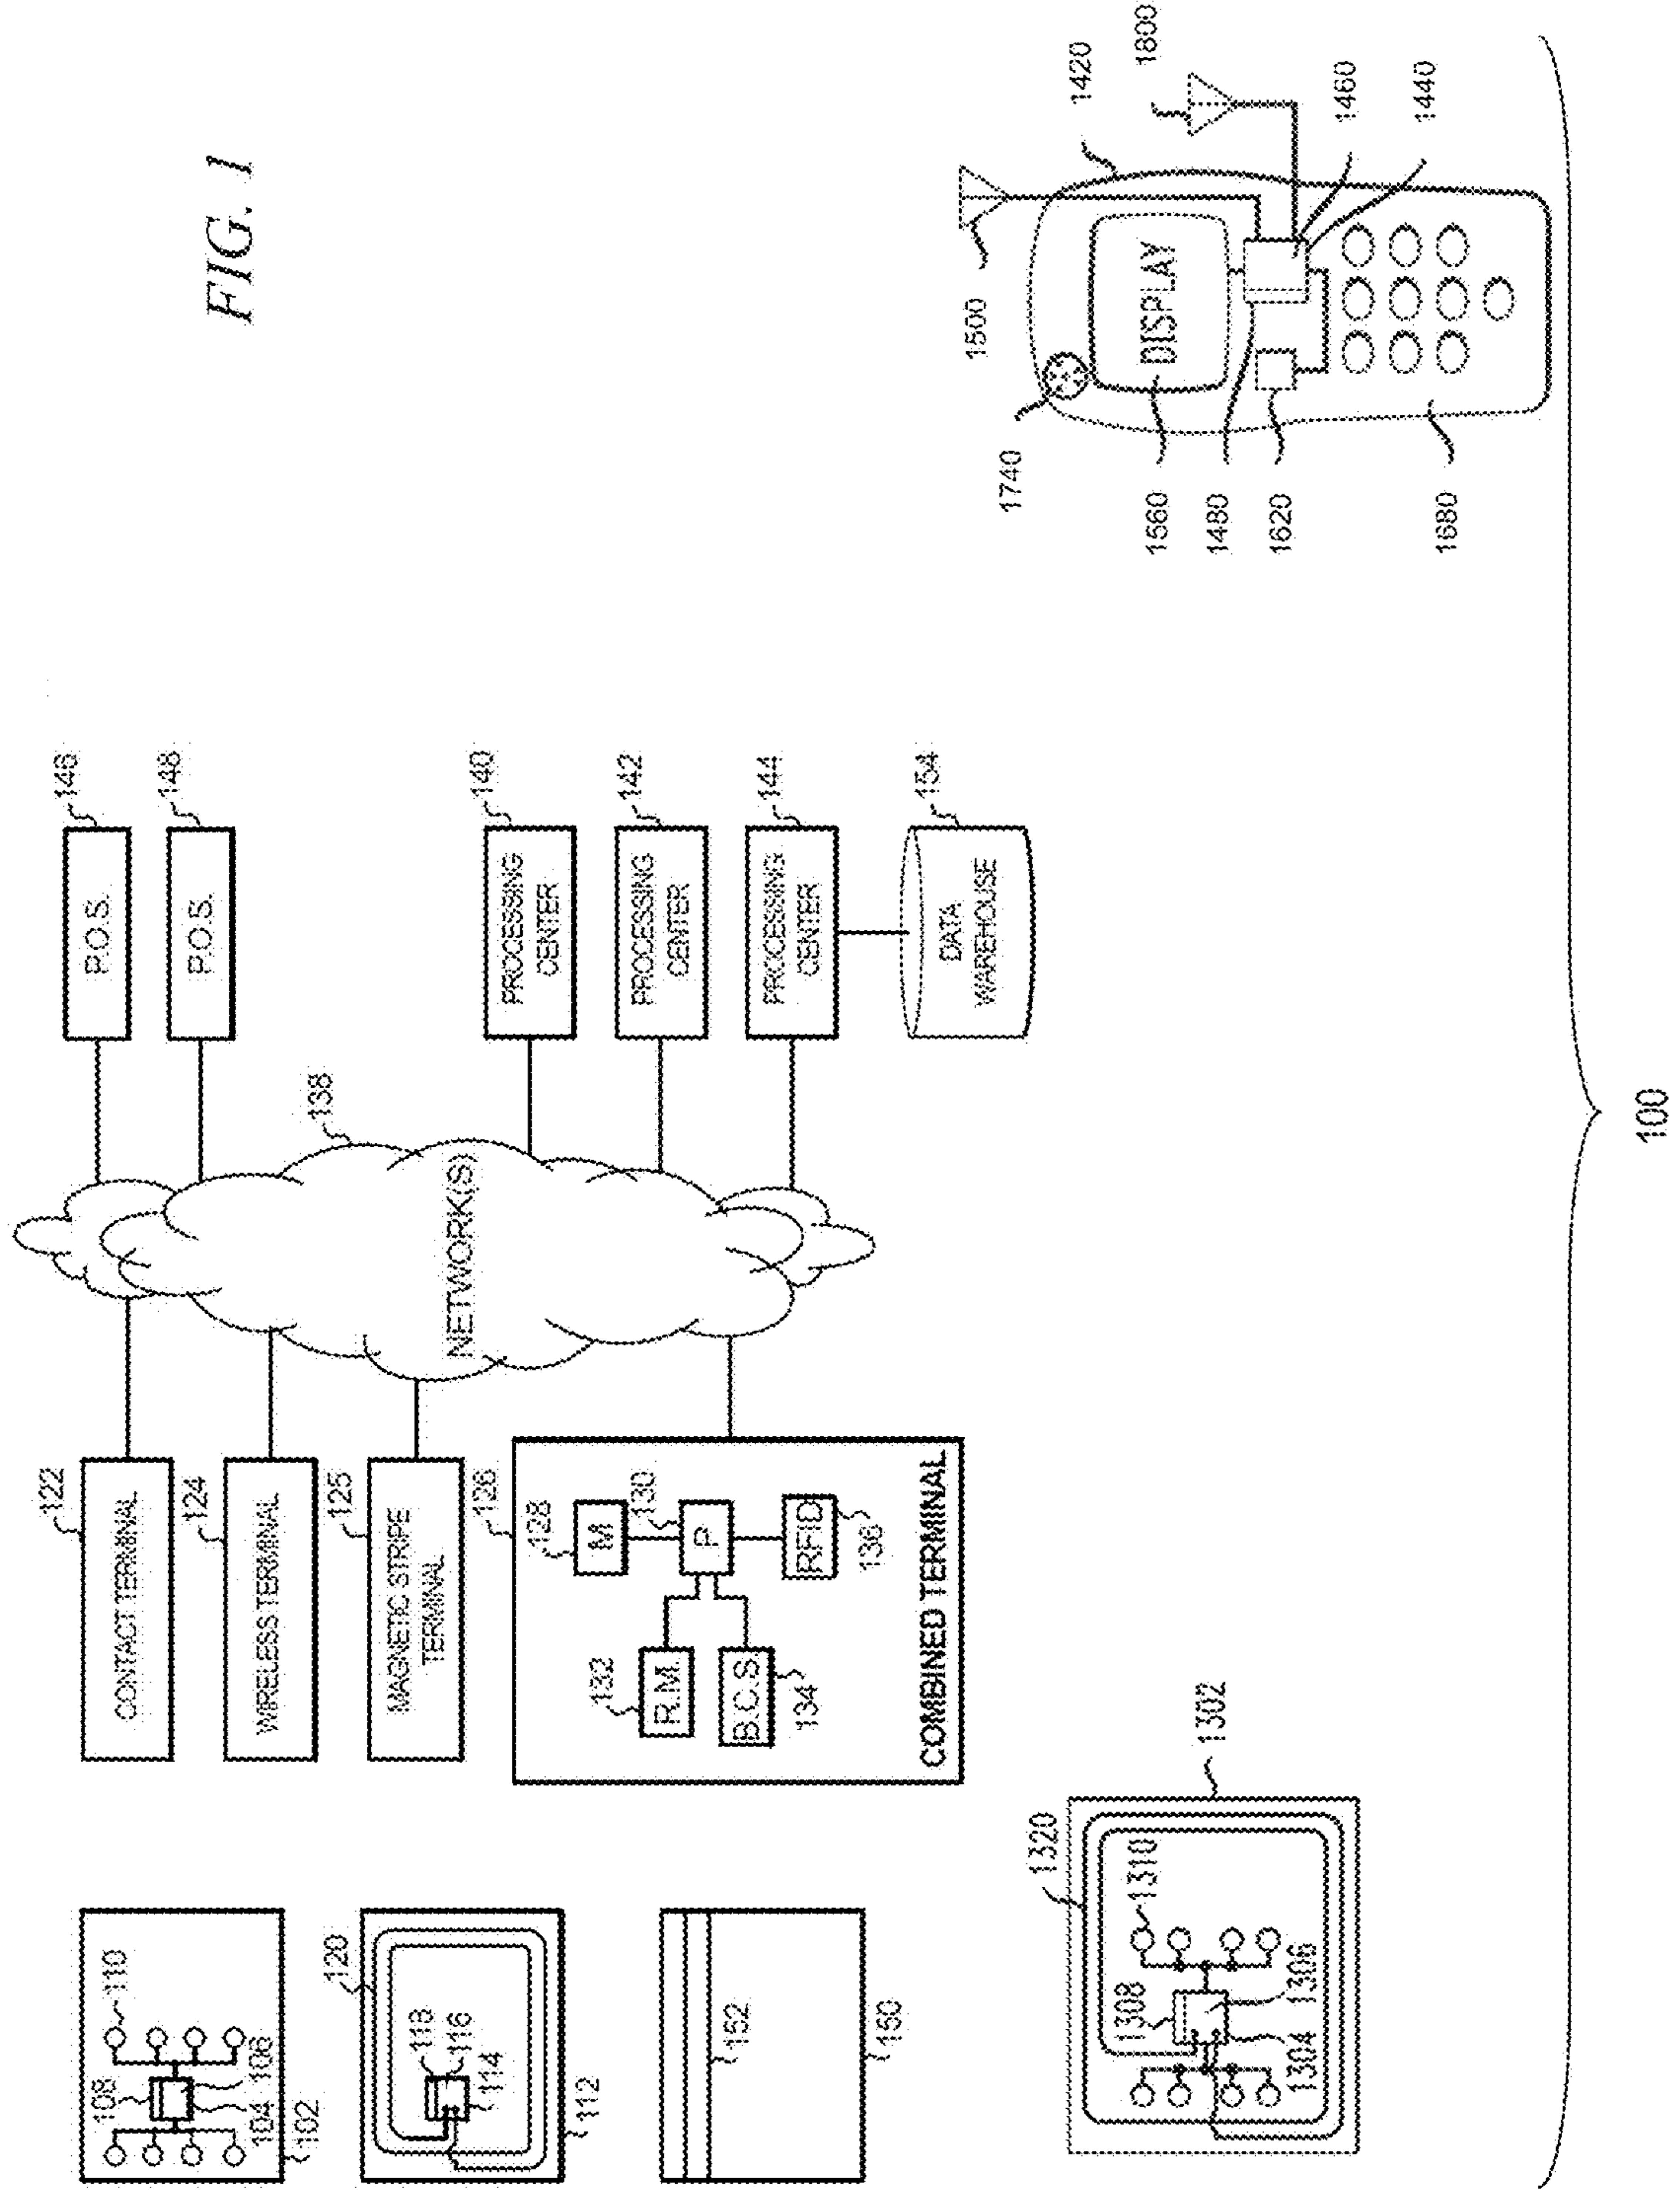 FIG. 1
110
108
106
104
102
120
118
116
114
112
152
150
1320
1310
1308
1306
1304
1302
122
CONTACT TERMINAL
124
WIRELESS TERMINAL
125
MAGNETIC STRIPE
TERMINAL
126
128
M
130
P
132
R.M.
B.C.S.
134
RFID
136
COMBINED TERMINAL
138
NETWORK(S)
146
P.O.S.
148
P.O.S.
140
PROCESSING
CENTER
142
PROCESSING
CENTER
144
PROCESSING
CENTER
154
DATA
WAREHOUSE
1500
1740
1420
1800
DISPLAY
1560
1480
1620
1680
1460
1440
100